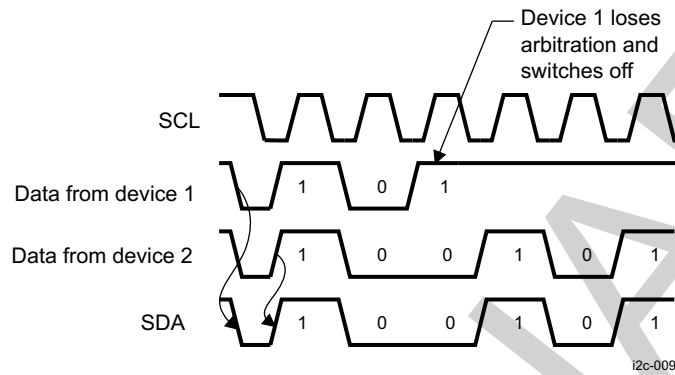 Device 1 loses
arbitration and
switches off
SCL
Data from device 1 1 0 1
Data from device 2 1 0 0 1 0 1
SDA 1 0 0 1 0 1
i2c-009